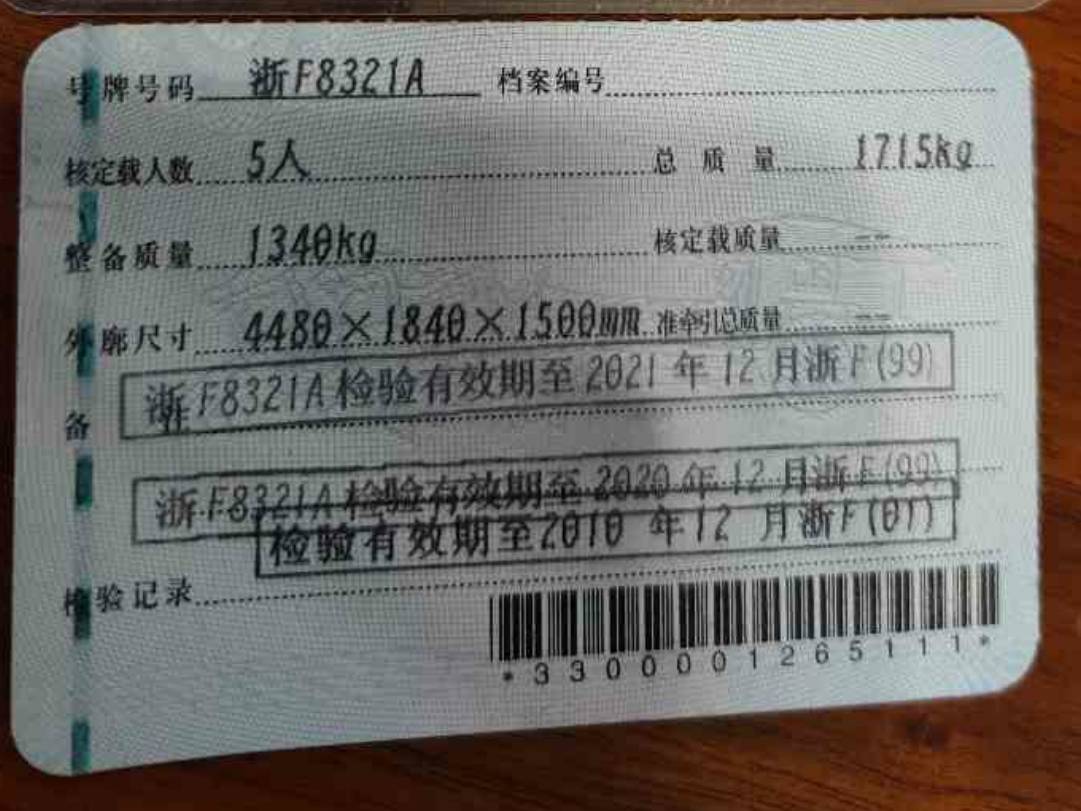 号牌号码 浙F8321A 档案编号
核定载人数 5人 总质量 1715kg
整备质量 1340kg 核定载质量 --
外廓尺寸 4480×1840×1500mm 准牵引总质量 --
浙F8321A检验有效期至2021年12月浙F(99)
备
浙F8321A检验有效期至2020年12月浙F(99)
检验有效期至2010年12月浙F(01)
检验记录
*3300001265111*